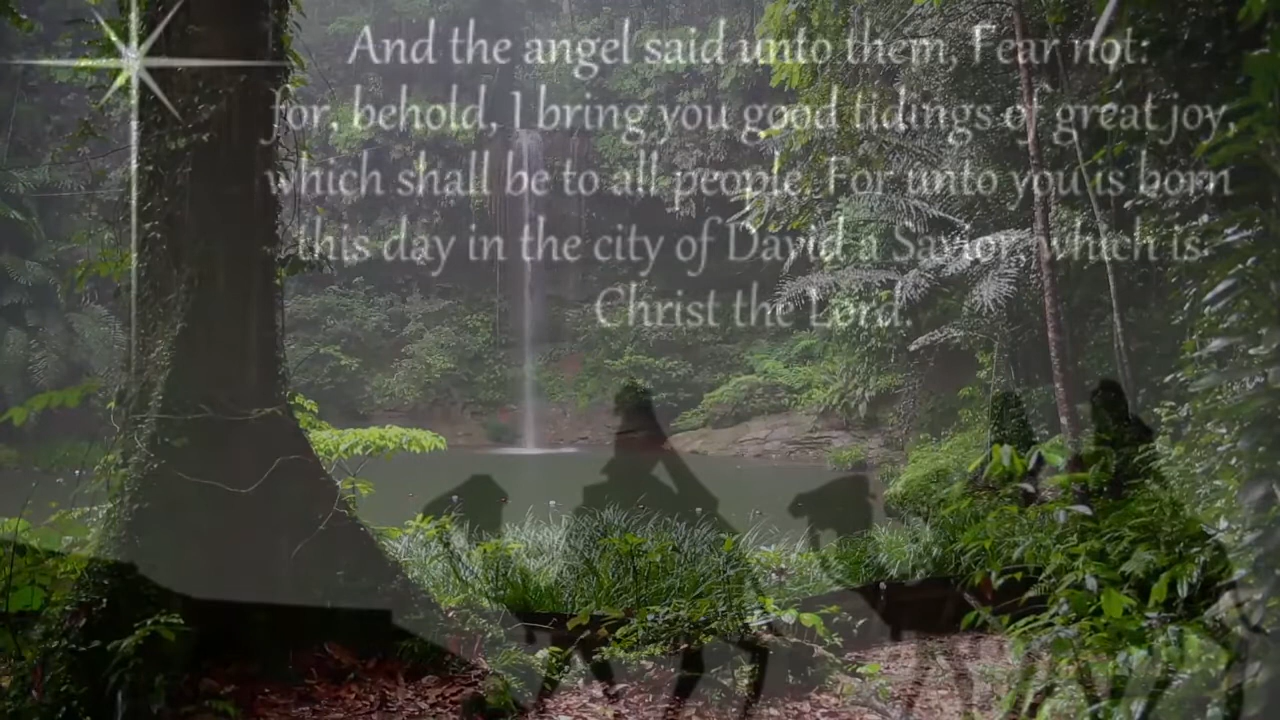 And the angel said unto them, Fear not:
for, behold, I bring you good tidings of great joy,
which shall be to all people. For unto you is born
this day in the city of David a Savior, which is
Christ the Lord.